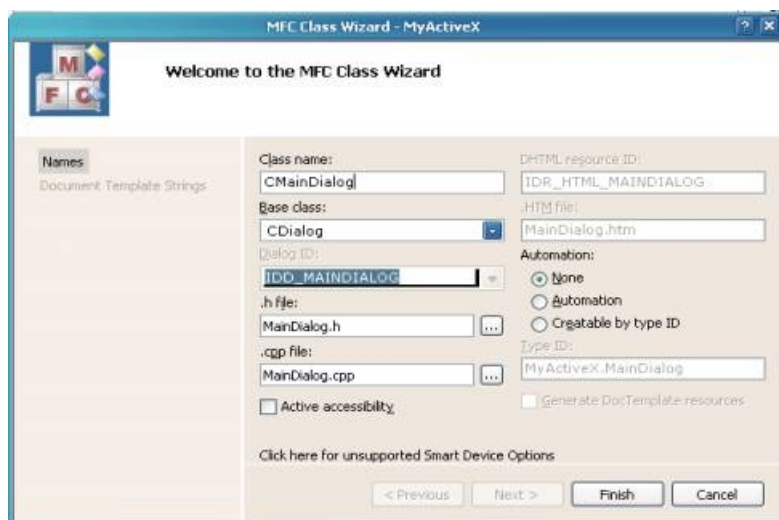 MFC Class Wizard - MyActiveX
M
F C
Welcome to the MFC Class Wizard
Names
Document Template Strings
Class name:
CMainDialog
Base class:
CDialog
Dialog ID:
IDD_MAINDIALOG
.h file:
MainDialog.h
...
.cpp file:
MainDialog.cpp
...
Active accessibility
DHTML resource ID:
IDR_HTML_MAINDIALOG
.HTM file:
MainDialog.htm
Automation:
None
Automation
Creatable by type ID
Type ID:
MyActiveX.MainDialog
Generate DocTemplate resources
Click here for unsupported Smart Device Options
< Previous Next > Finish Cancel